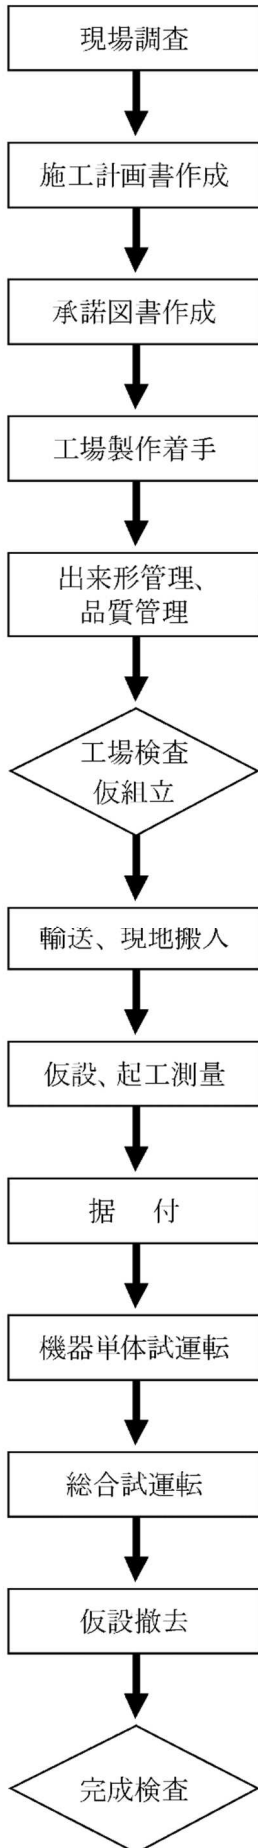 現場調査
施工計画書作成
承諾図書作成
工場製作着手
出来形管理、
品質管理
工場検査
仮組立
輸送、現地搬人
仮設、起工測量
据　付
機器単体試運転
総合試運転
仮設撤去
完成検査